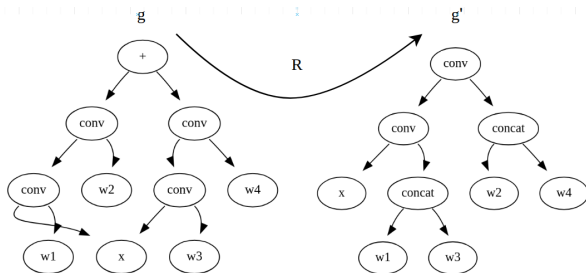 g g'
R
+ conv
conv conv conv concat
conv w2 conv w4 x concat w2 w4
w1 x w3 w1 w3